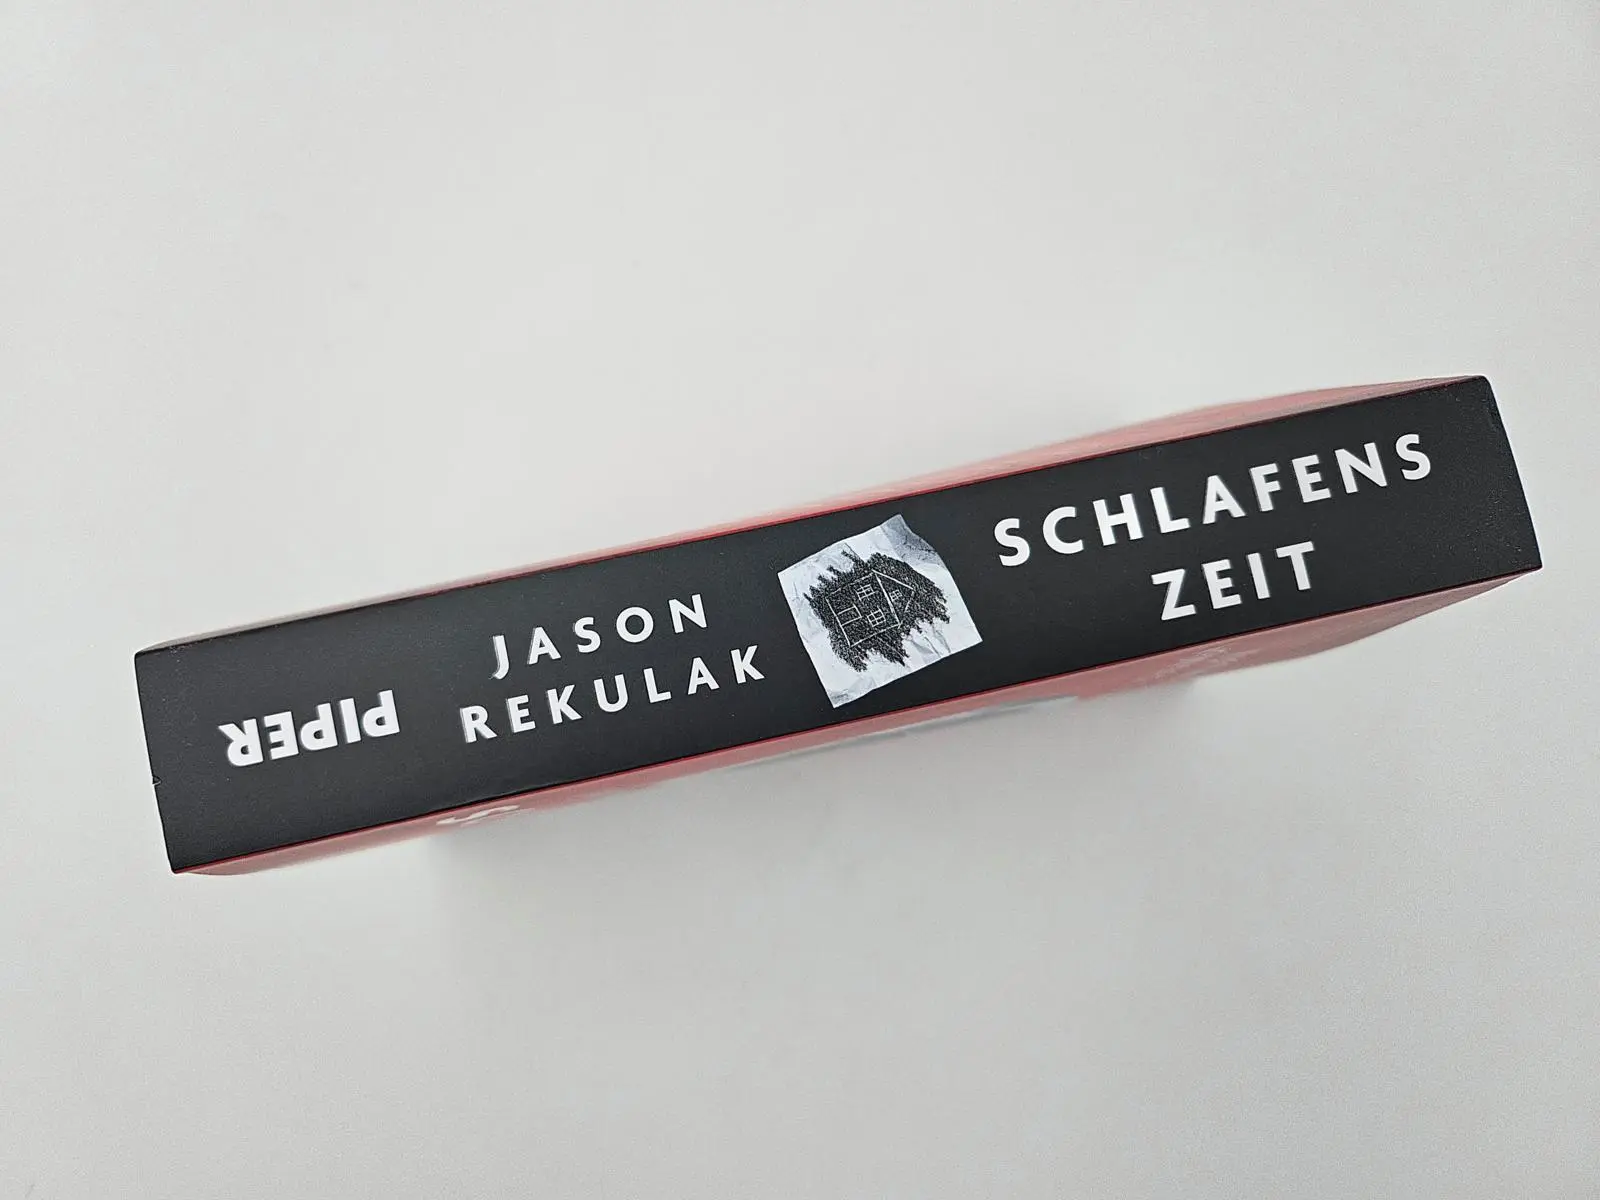 PIPER
JASON
REKULAK
SCHLAFENS
ZEIT